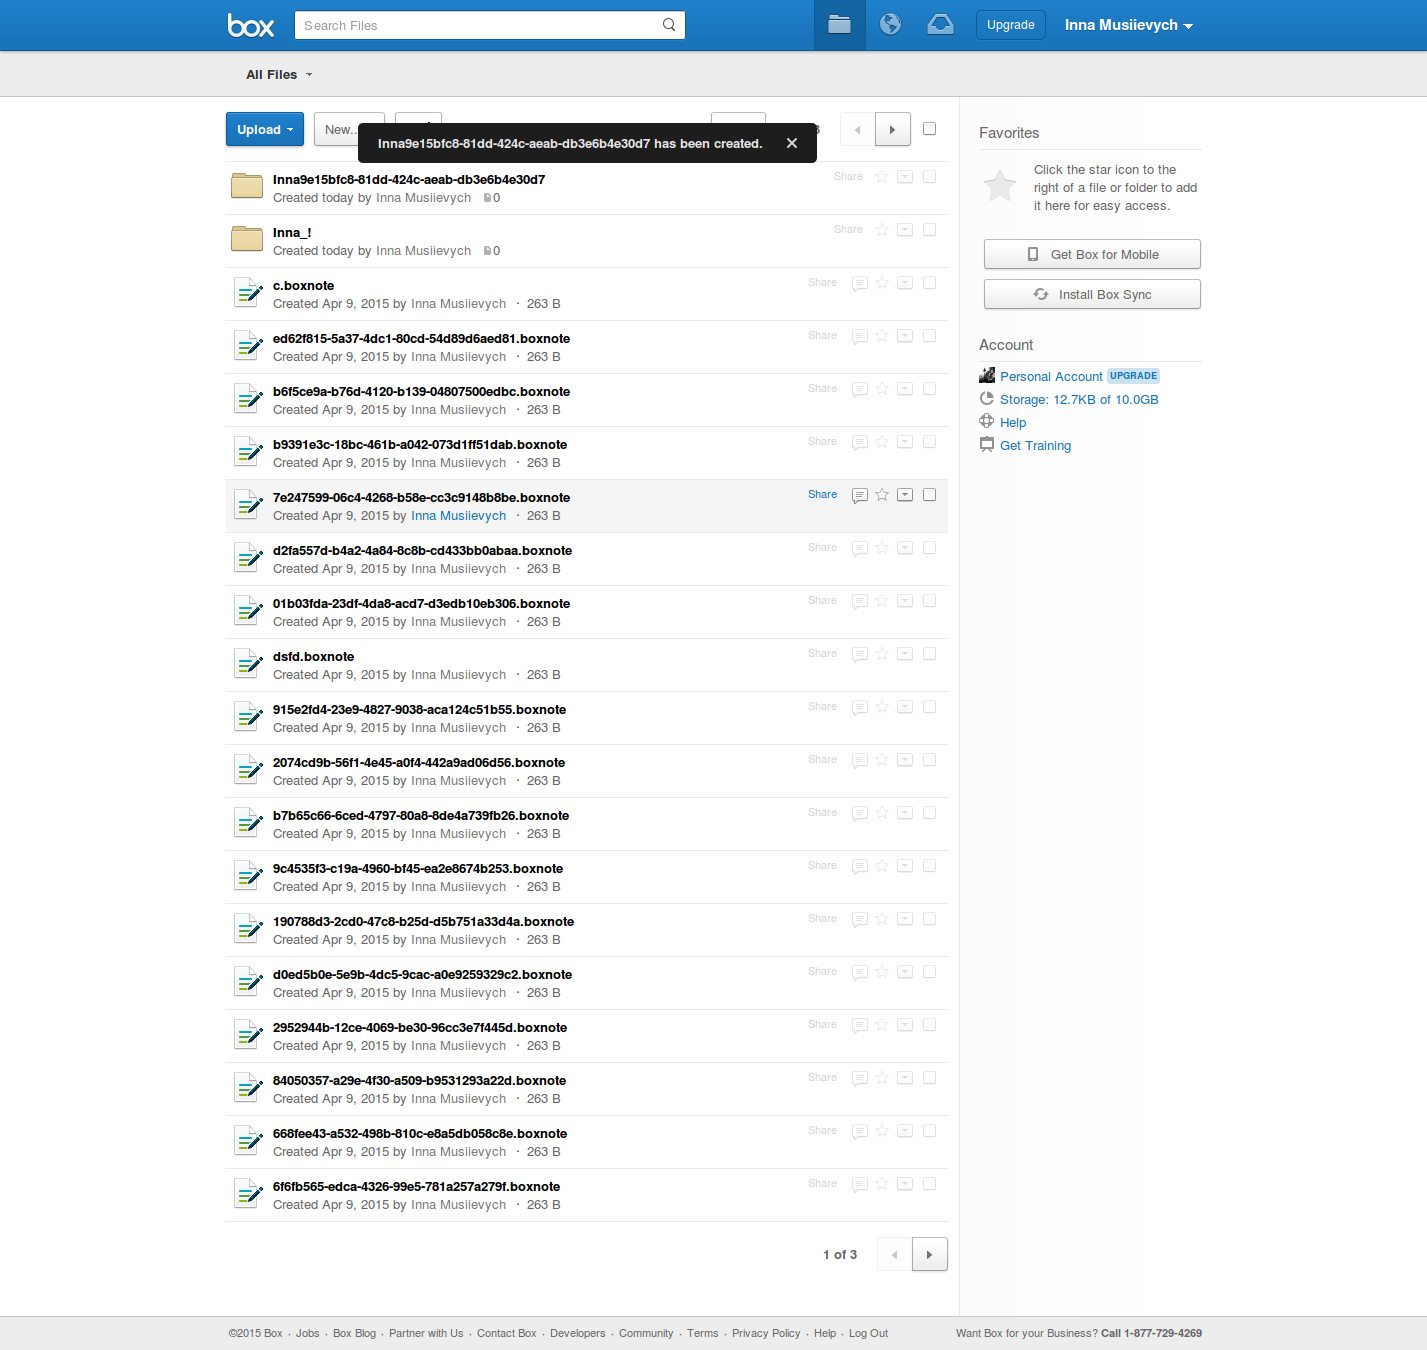 box
Search Files
Upgrade
Inna Musiievych
All Files
Upload
New..
Inna9e15bfc8-81dd-424c-aeab-db3e6b4e30d7 has been created.
Inna9e15bfc8-81dd-424c-aeab-db3e6b4e30d7
Share
Created today by Inna Musiievych 0
Inna_!
Share
Created today by Inna Musiievych 0
c.boxnote
Share
Created Apr 9, 2015 by Inna Musiievych · 263 B
ed62f815-5a37-4dc1-80cd-54d89d6aed81.boxnote
Share
Created Apr 9, 2015 by Inna Musiievych · 263 B
b6f5ce9a-b76d-4120-b139-04807500edbc.boxnote
Share
Created Apr 9, 2015 by Inna Musiievych · 263 B
b9391e3c-18bc-461b-a042-073d1ff51dab.boxnote
Share
Created Apr 9, 2015 by Inna Musiievych · 263 B
7e247599-06c4-4268-b58e-cc3c9148b8be.boxnote
Share
Created Apr 9, 2015 by Inna Musiievych · 263 B
d2fa557d-b4a2-4a84-8c8b-cd433bb0abaa.boxnote
Share
Created Apr 9, 2015 by Inna Musiievych · 263 B
01b03fda-23df-4da8-acd7-d3edb10eb306.boxnote
Share
Created Apr 9, 2015 by Inna Musiievych · 263 B
dsfd.boxnote
Share
Created Apr 9, 2015 by Inna Musiievych · 263 B
915e2fd4-23e9-4827-9038-aca124c51b55.boxnote
Share
Created Apr 9, 2015 by Inna Musiievych · 263 B
2074cd9b-56f1-4e45-a0f4-442a9ad06d56.boxnote
Share
Created Apr 9, 2015 by Inna Musiievych · 263 B
b7b65c66-6ced-4797-80a8-8de4a739fb26.boxnote
Share
Created Apr 9, 2015 by Inna Musiievych · 263 B
9c4535f3-c19a-4960-bf45-ea2e8674b253.boxnote
Share
Created Apr 9, 2015 by Inna Musiievych · 263 B
190788d3-2cd0-47c8-b25d-d5b751a33d4a.boxnote
Share
Created Apr 9, 2015 by Inna Musiievych · 263 B
d0ed5b0e-5e9b-4dc5-9cac-a0e9259329c2.boxnote
Share
Created Apr 9, 2015 by Inna Musiievych · 263 B
2952944b-12ce-4069-be30-96cc3e7f445d.boxnote
Share
Created Apr 9, 2015 by Inna Musiievych · 263 B
84050357-a29e-4f30-a509-b9531293a22d.boxnote
Share
Created Apr 9, 2015 by Inna Musiievych · 263 B
668fee43-a532-498b-810c-e8a5db058c8e.boxnote
Share
Created Apr 9, 2015 by Inna Musiievych · 263 B
6f6fb565-edca-4326-99e5-781a257a279f.boxnote
Share
Created Apr 9, 2015 by Inna Musiievych · 263 B
1 of 3
Favorites
Click the star icon to the
right of a file or folder to add
it here for easy access.
Get Box for Mobile
Install Box Sync
Account
Personal Account UPGRADE
Storage: 12.7KB of 10.0GB
Help
Get Training
©2015 Box · Jobs · Box Blog · Partner with Us · Contact Box · Developers · Community · Terms · Privacy Policy · Help · Log Out
Want Box for your Business? Call 1-877-729-4269